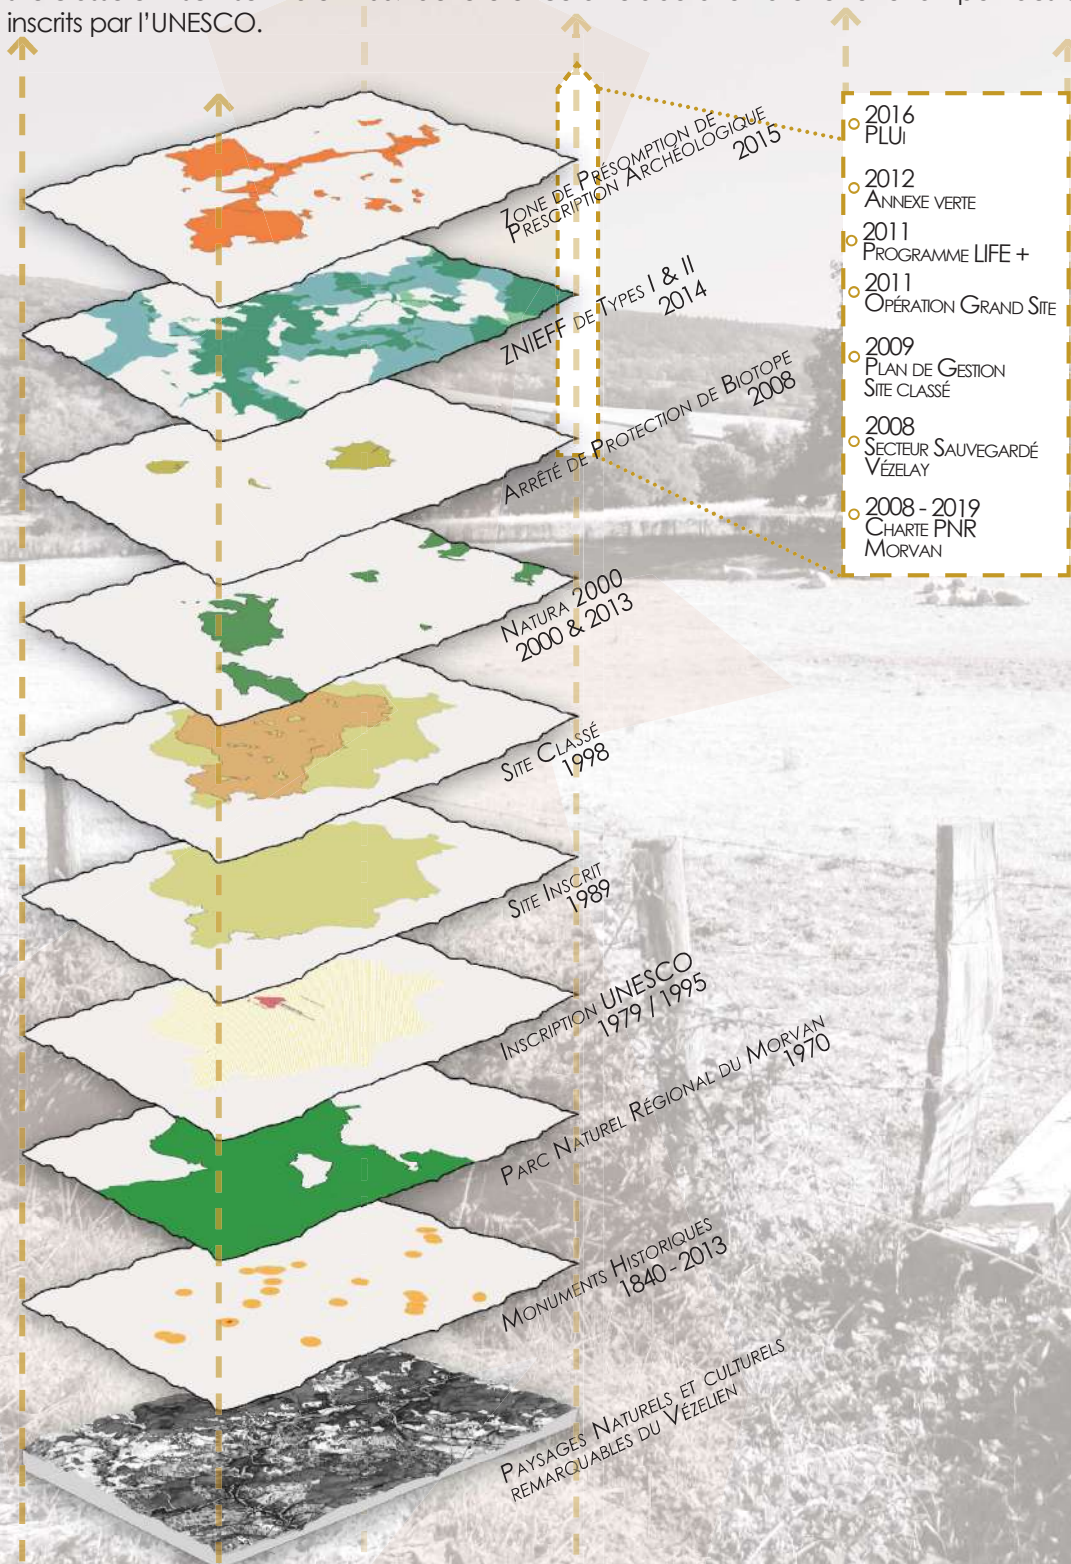 inscrits par l’UNESCO.
Zone de Présomption de
Prescription Archéologique
2015
ZNIEFF de Types I & II
2014
Arrêté de Protection de Biotope
2008
Natura 2000
2000 & 2013
Site Classé
1998
Site Inscrit
1989
Inscription UNESCO
1979 / 1995
Parc Naturel Régional du Morvan
1970
Monuments Historiques
1840 - 2013
Paysages Naturels et culturels
remarquables du Vézelien
2016
PLUi
2012
Annexe verte
2011
Programme LIFE +
2011
Opération Grand Site
2009
Plan de Gestion
Site classé
2008
Secteur Sauvegardé
Vézelay
2008 - 2019
Charte PNR
Morvan